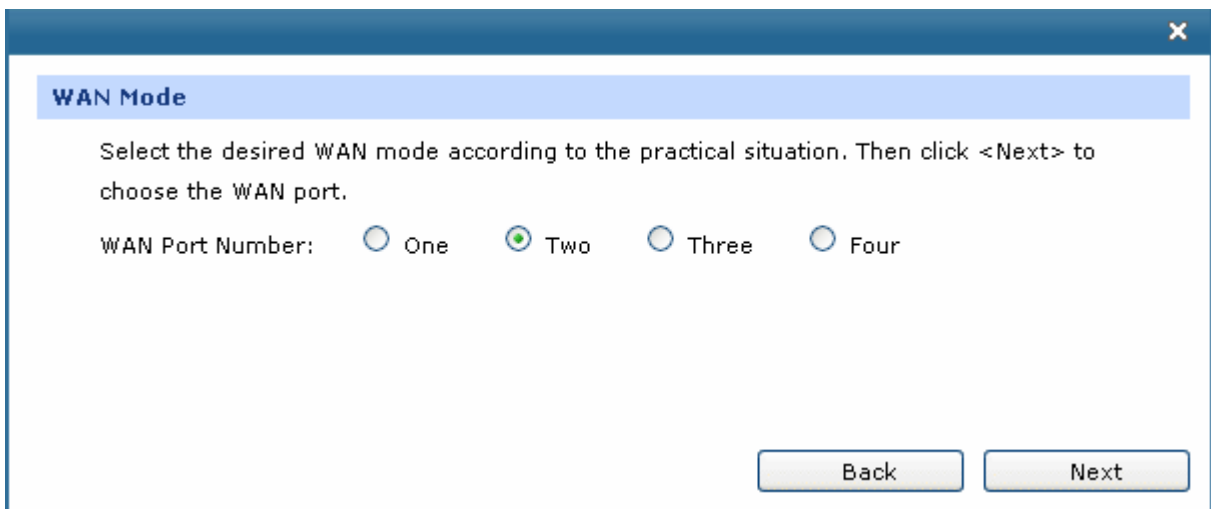 WAN Mode
Select the desired WAN mode according to the practical situation. Then click <Next> to
choose the WAN port.
WAN Port Number: One Two Three Four
Back Next